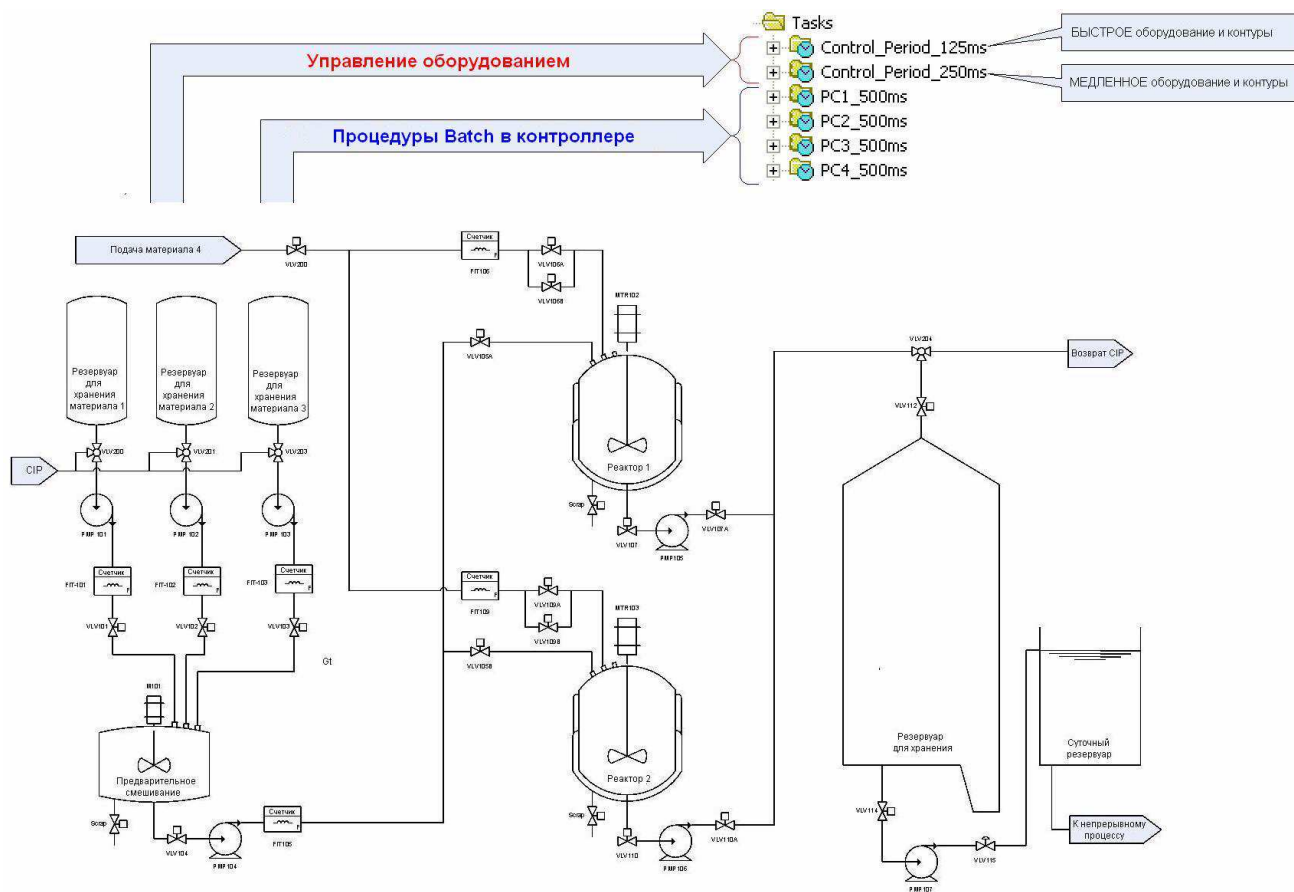 Tasks
Control_Period_125ms
Control_Period_250ms
PC1_500ms
PC2_500ms
PC3_500ms
PC4_500ms
БЫСТРОЕ оборудование и контуры
МЕДЛЕННОЕ оборудование и контуры
Управление оборудованием
Процедуры Batch в контроллере
Подача материала 4
VLV200
Счетчик
F
FIT106
VLV106A
VLV106B
MTR102
VLV105A
Реактор 1
Scrap
VLV107
PMP105
VLV107A
VLV204
Возврат CIP
VLV112
Резервуар
для
хранения
материала 1
Резервуар
для
хранения
материала 2
Резервуар
для
хранения
материала 3
CIP
VLV200
VLV201
VLV203
PMP 101
PMP 102
PMP 103
Счетчик
F
FIT-101
Счетчик
F
FIT-102
Счетчик
F
FIT-103
VLV101
VLV102
VLV103
Gt
M101
Предварительное
смешивание
Scrap
VLV104
PMP104
Счетчик
F
FIT105
Счетчик
F
FIT109
VLV109A
VLV109B
MTR103
VLV105B
Реактор 2
Scrap
VLV110
PMP106
VLV110A
Резервуар
для хранения
VLV114
PMP107
VLV115
Суточный
резервуар
К непрерывному
процессу